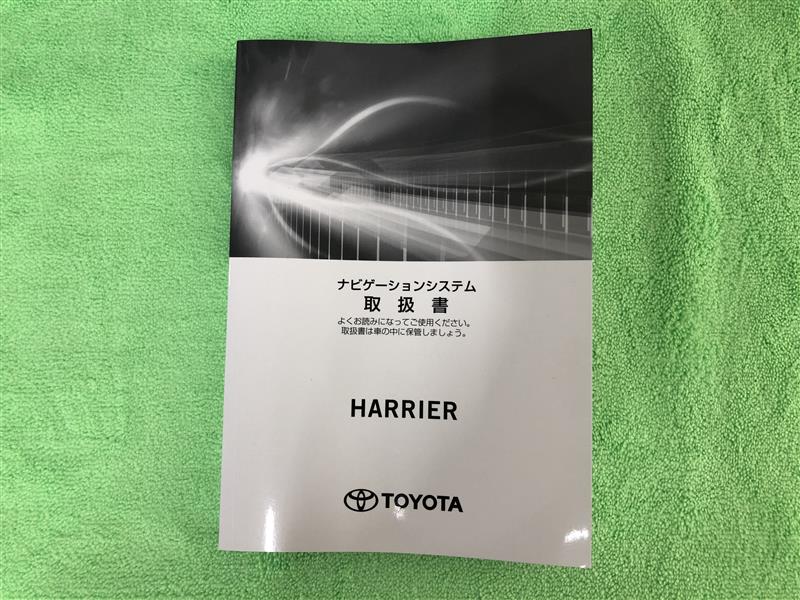 ナビゲーションシステム
取扱書
よくお読みになってご使用ください。
取扱書は車の中に保管しましょう。
HARRIER
TOYOTA